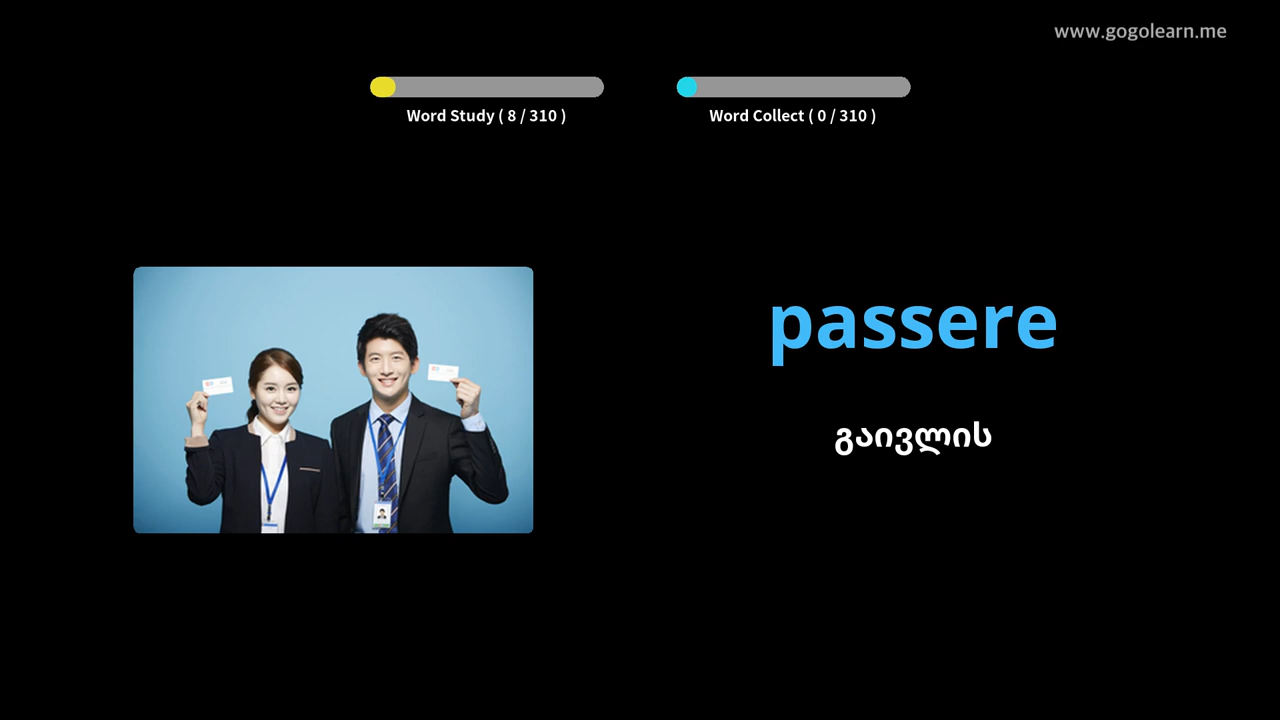 www.gogolearn.me
Word Study ( 8 / 310 )
Word Collect ( 0 / 310 )
passere
გაივლის